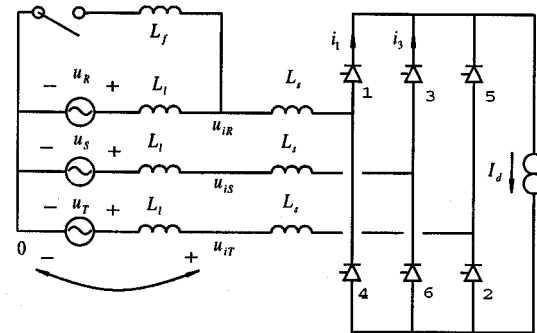 L_f i_1 i_3
u_R L_l L_s 1 3 5
− +
u_iR
u_S L_l L_s
− +
u_iS I_d
u_T L_l L_s
− +
u_iT
0 − + 4 6 2